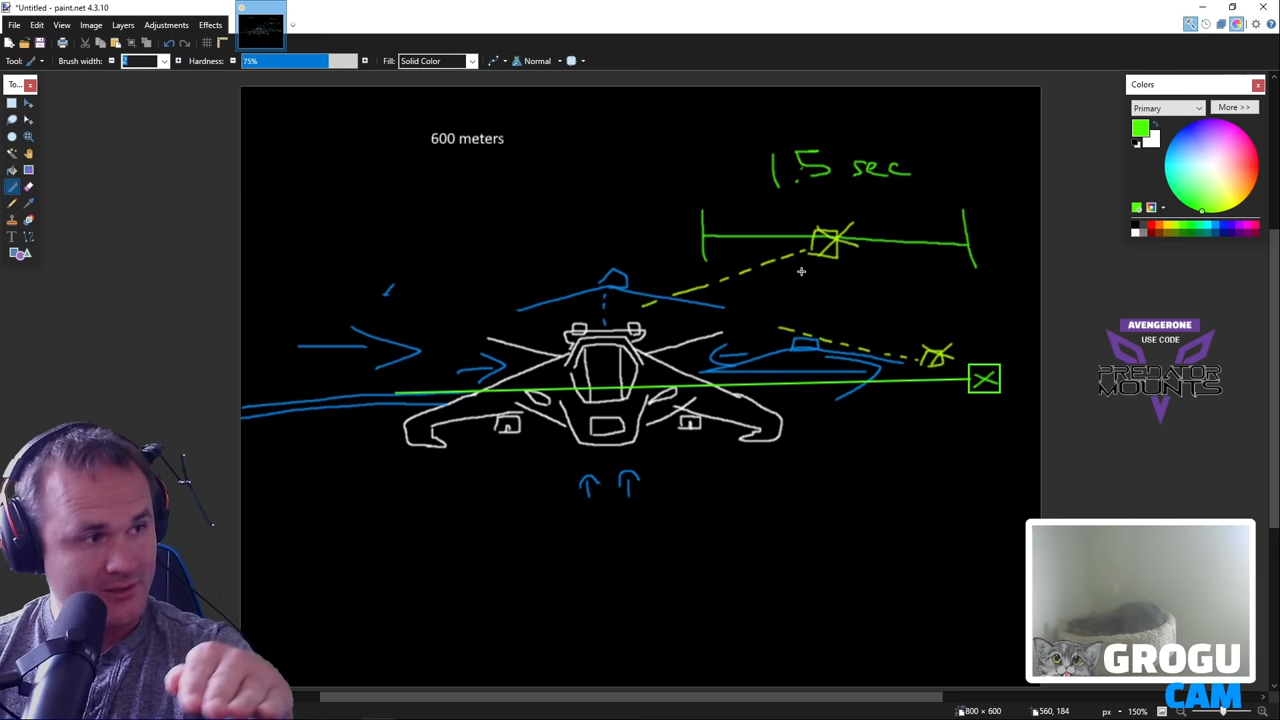 *Untitled - paint.net 4.3.10
File Edit View Image Layers Adjustments Effects
Tool: Brush width: 2 Hardness: 75% Fill: Solid Color Normal
To...
Colors
Primary More >>
600 meters
1.5 sec
AVENGERONE
USE CODE
PREDATOR
MOUNTS
GROGU
CAM
800 × 600 560, 184 px 150%